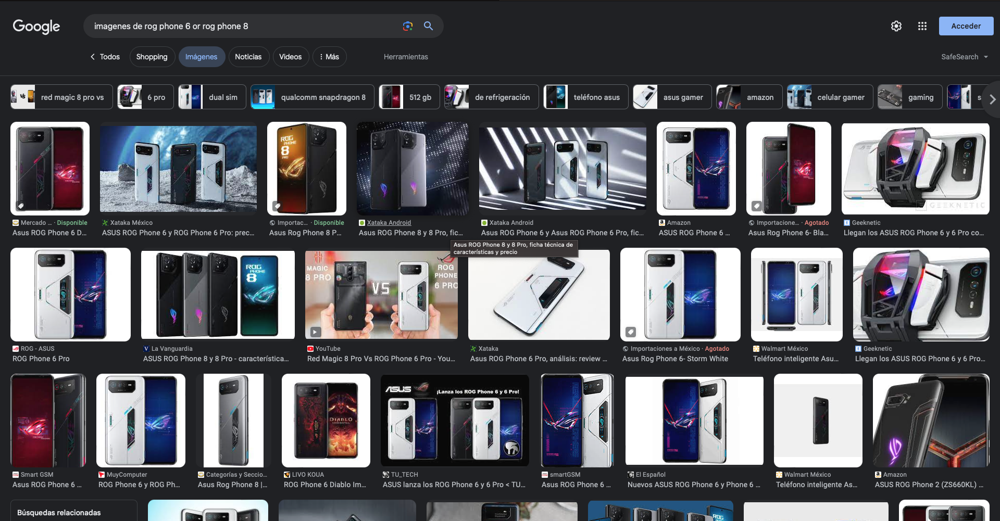 Google
imagenes de rog phone 6 or rog phone 8
Acceder
Todos
Shopping
Imágenes
Noticias
Videos
Más
Herramientas
SafeSearch
red magic 8 pro vs
6 pro
dual sim
qualcomm snapdragon 8
512 gb
de refrigeración
teléfono asus
asus gamer
amazon
celular gamer
gaming
s
ROG
PHONE
8
PRO
GEEKNETIC
Mercado ... · Disponible
Asus ROG Phone 6 D...
Xataka México
ASUS ROG Phone 6 y ROG Phone 6 Pro: prec...
Importac... · Disponible
Asus Rog Phone 8 P...
Xataka Android
Asus ROG Phone 8 y 8 Pro, fic...
Xataka Android
Asus ROG Phone 6 y Asus ROG Phone 6 Pro, fic...
Amazon
ASUS ROG Phone 6 ...
Importacione... · Agotado
Asus Rog Phone 6- Bla...
Geeknetic
Llegan los ASUS ROG Phone 6 y 6 Pro co...
Asus ROG Phone 8 y 8 Pro, ficha técnica de
características y precio
ROG
PHONE
8
MAGIC
8 PRO
VS
ROG
PHONE
6 PRO
ROG - ASUS
ROG Phone 6 Pro
La Vanguardia
ASUS ROG Phone 8 y 8 Pro - característica...
YouTube
Red Magic 8 Pro Vs ROG Phone 6 Pro - You...
Xataka
Asus ROG Phone 6 Pro, análisis: review ...
Importaciones a México · Agotado
Asus Rog Phone 6- Storm White
Walmart México
Teléfono inteligente Asu...
Geeknetic
Llegan los ASUS ROG Phone 6 y 6 Pro...
DIABLO
IMMORTAL
ASUS
¡Lanza los ROG Phone 6 y 6 Pro!
Smart GSM
Asus ROG Phone 6 ...
MuyComputer
ROG Phone 6 y ROG Ph...
Categorías y Seccio...
Asus Rog Phone 8 |...
LIVO KOUA
ROG Phone 6 Diablo Im...
TU_TECH
ASUS lanza los ROG Phone 6 y 6 Pro < TU...
smartGSM
Asus ROG Phone 6 ...
El Español
Nuevos ASUS ROG Phone 6 y Phone 6 ...
Walmart México
Teléfono inteligente As...
Amazon
ASUS ROG Phone 2 (ZS660KL) ...
Búsquedas relacionadas
ROG